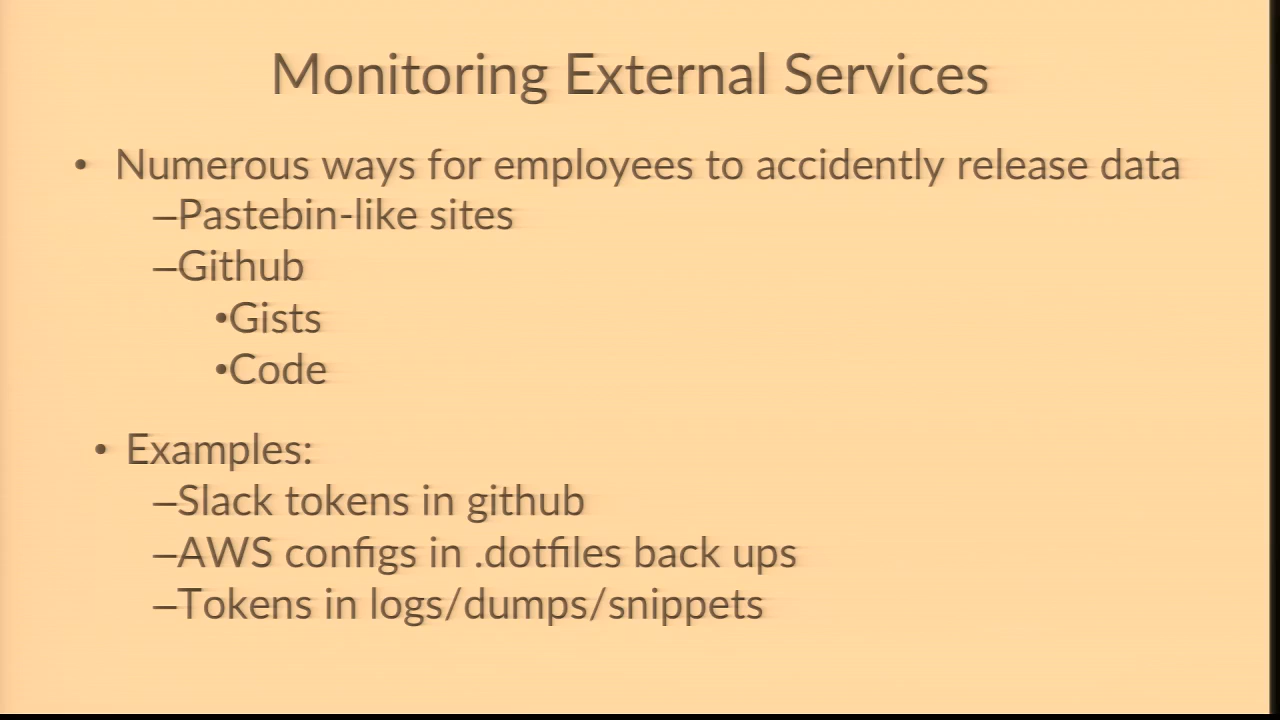 Monitoring External Services
• Numerous ways for employees to accidently release data
–Pastebin-like sites
–Github
•Gists
•Code
• Examples:
–Slack tokens in github
–AWS configs in .dotfiles back ups
–Tokens in logs/dumps/snippets